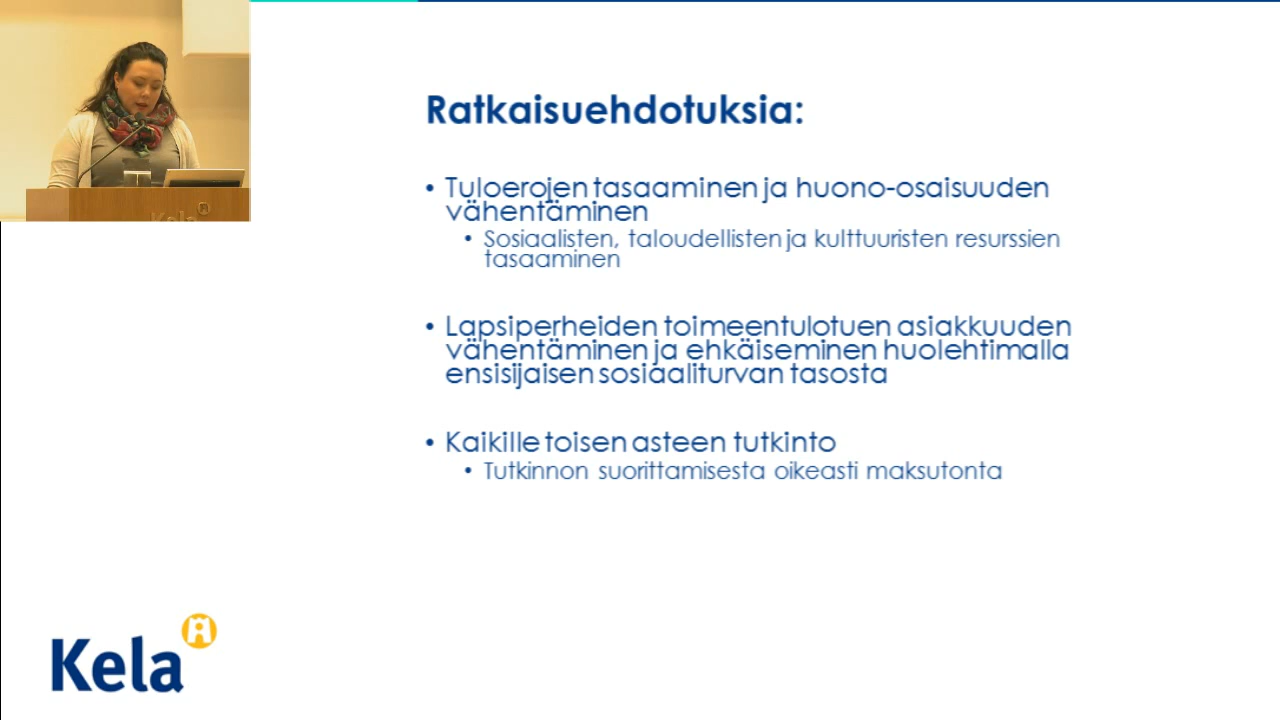 Ratkaisuehdotuksia:
• Tuloerojen tasaaminen ja huono-osaisuuden
vähentäminen
• Sosiaalisten, taloudellisten ja kulttuuristen resurssien
tasaaminen
• Lapsiperheiden toimeentulotuen asiakkuuden
vähentäminen ja ehkäiseminen huolehtimalla
ensisijaisen sosiaaliturvan tasosta
• Kaikille toisen asteen tutkinto
• Tutkinnon suorittamisesta oikeasti maksutonta
Kela
Kela